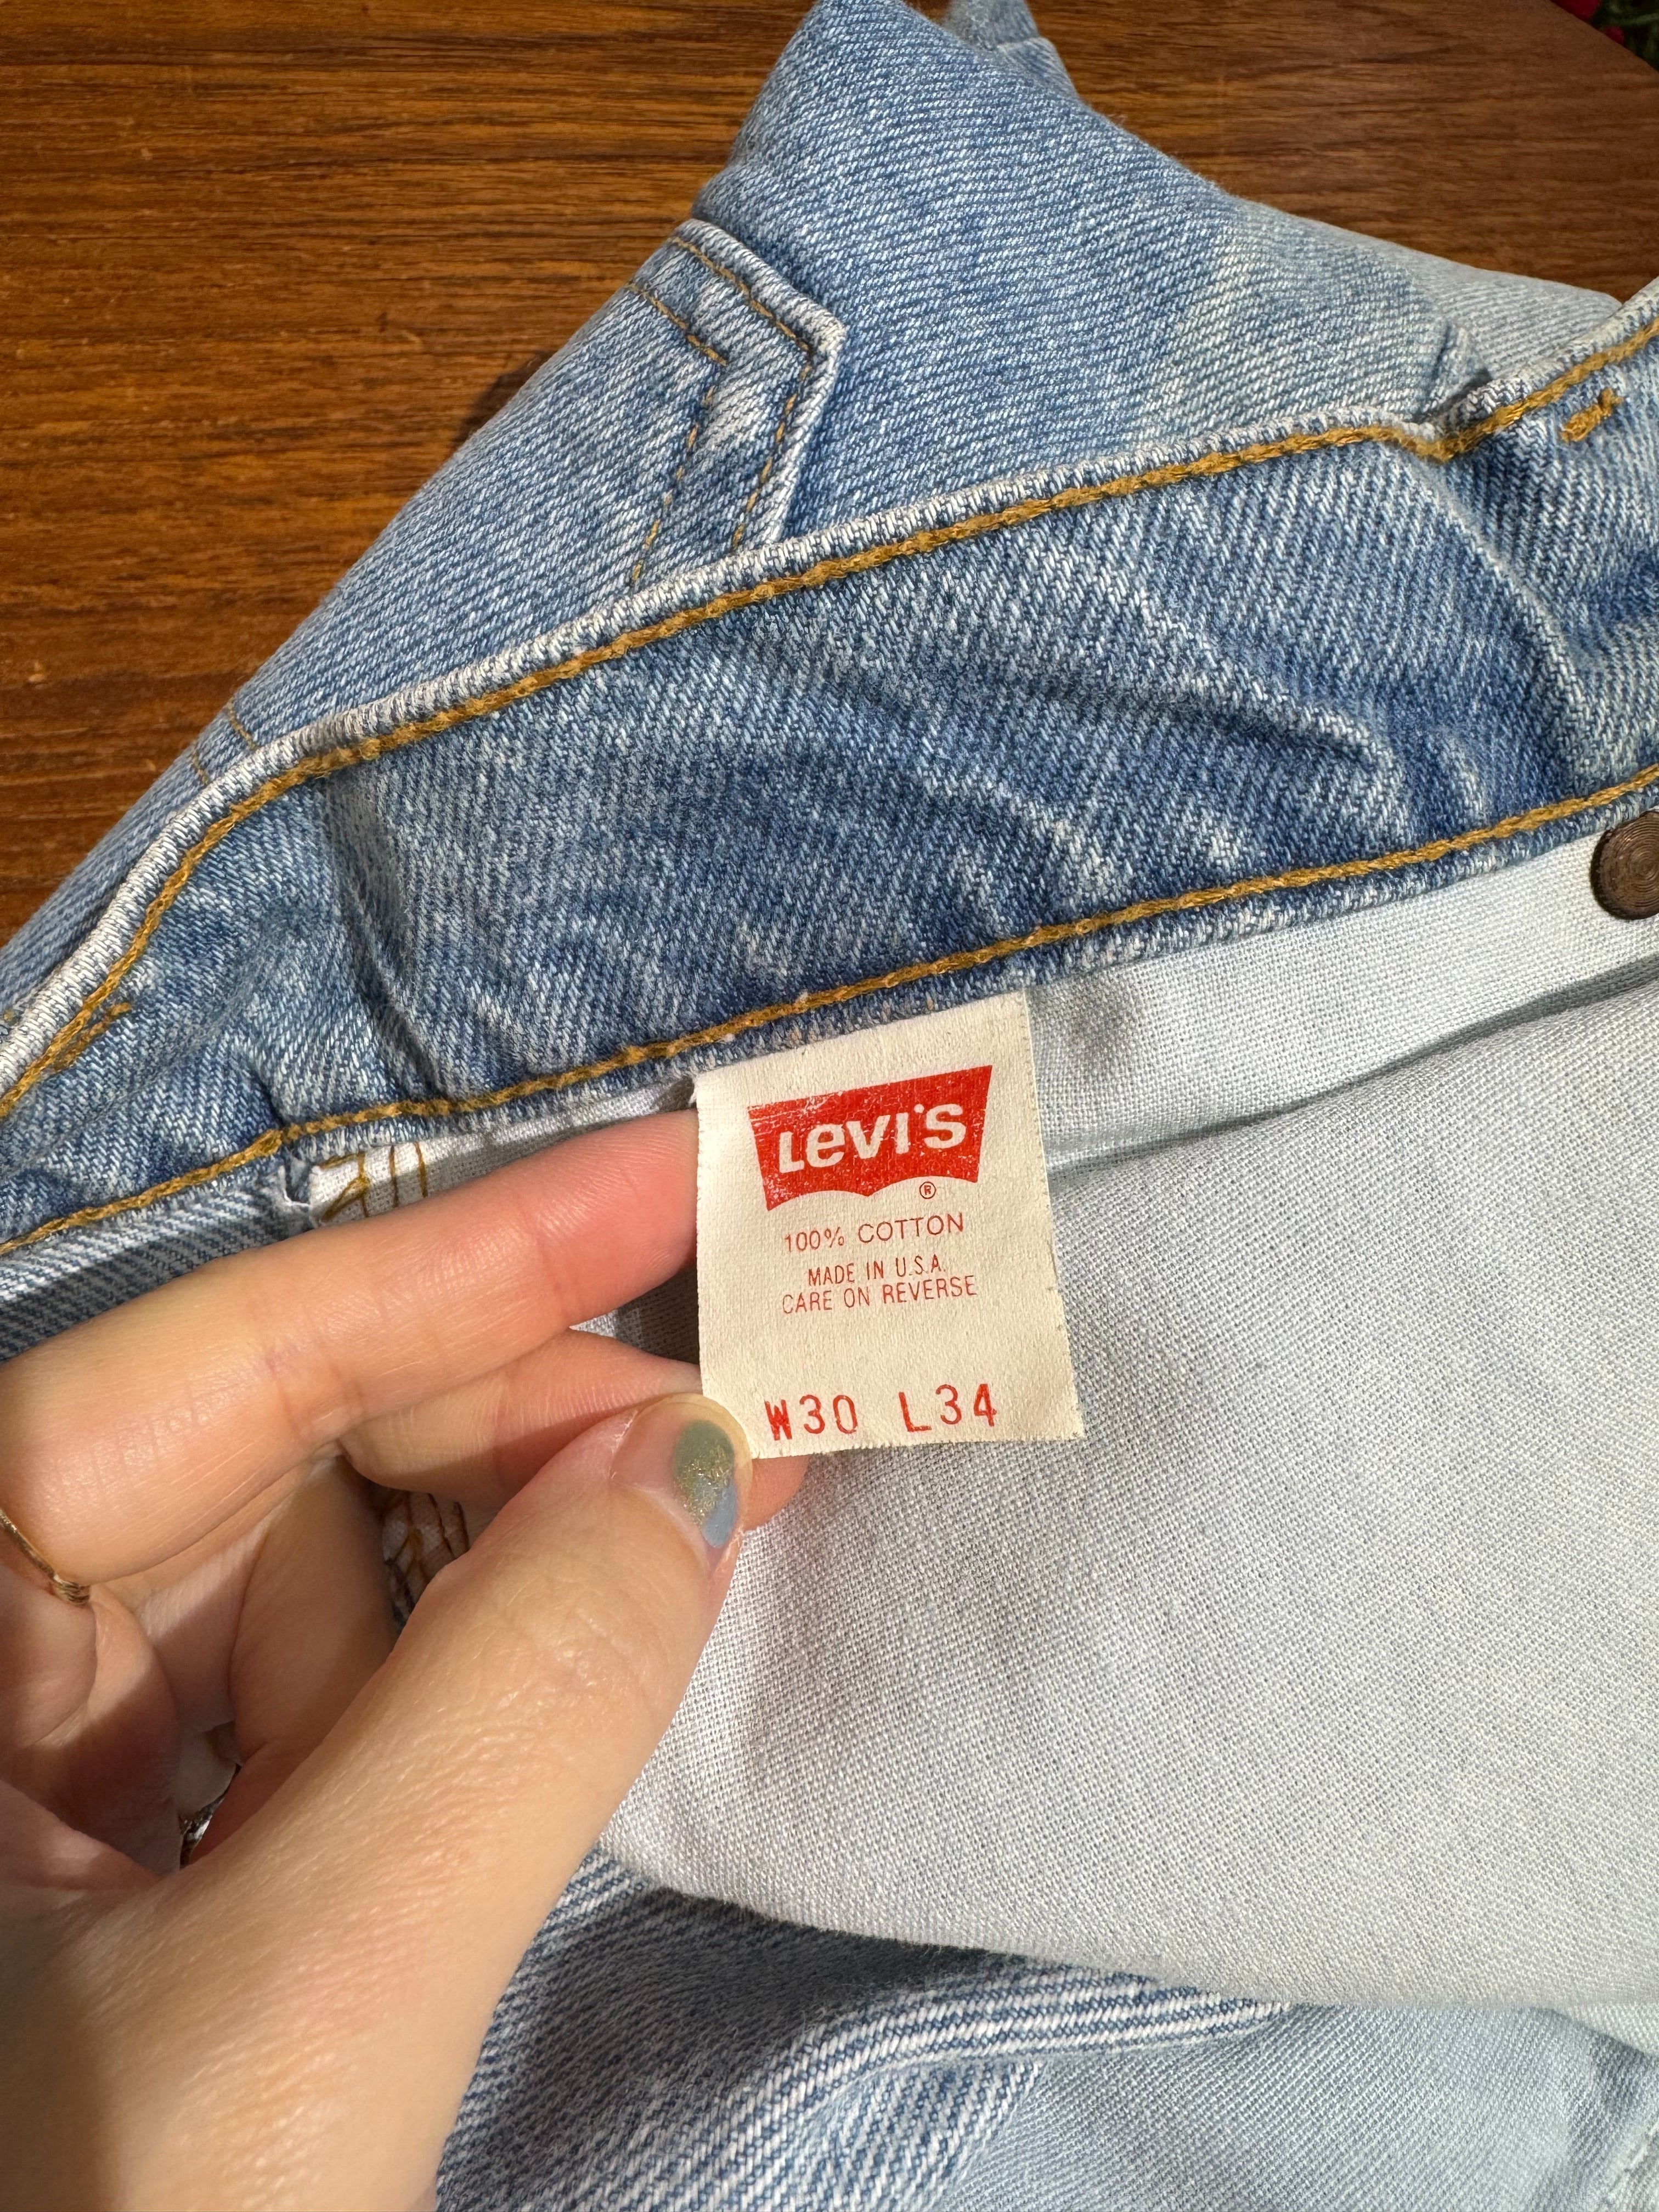 LEVI'S
®
100% COTTON
MADE IN U.S.A.
CARE ON REVERSE
W30 L34